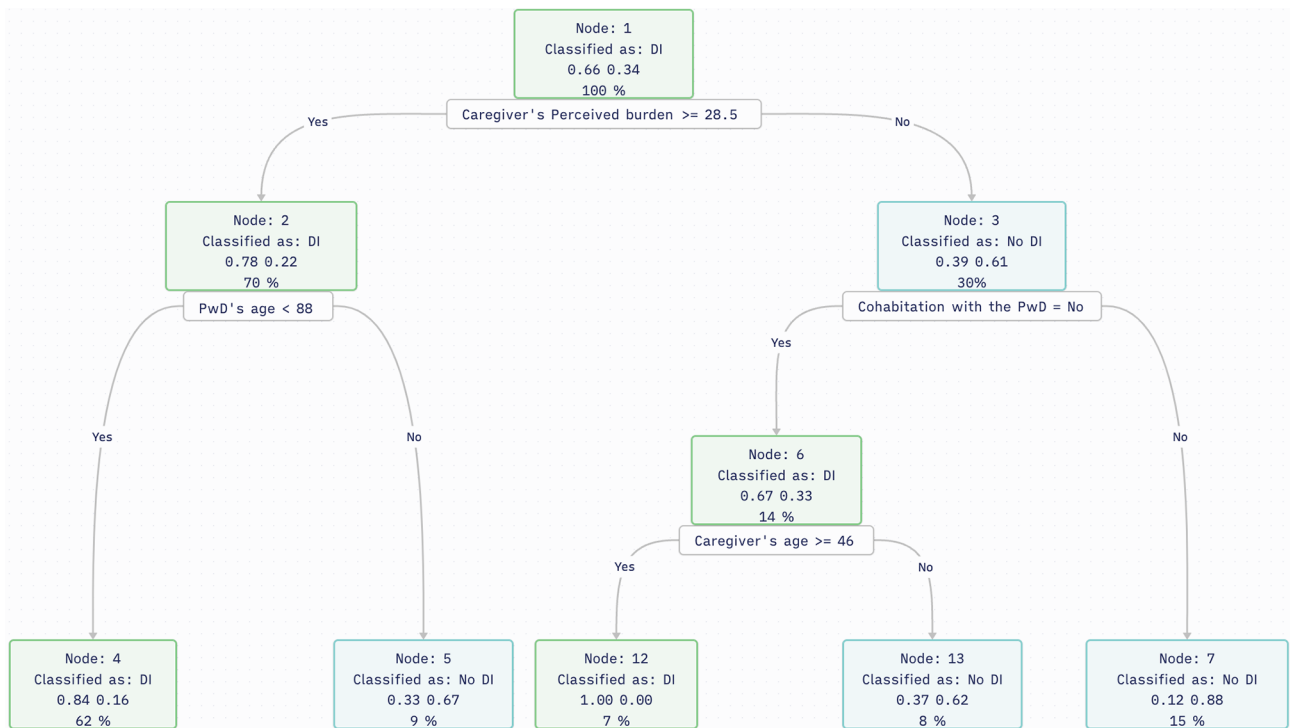 Node: 1
Classified as: DI
0.66 0.34
100 %
Caregiver's Perceived burden >= 28.5
Yes
No
Node: 2
Classified as: DI
0.78 0.22
70 %
PwD's age < 88
Node: 3
Classified as: No DI
0.39 0.61
30%
Cohabitation with the PwD = No
Yes
No
Yes
No
Node: 6
Classified as: DI
0.67 0.33
14 %
Caregiver's age >= 46
Yes
No
Node: 4
Classified as: DI
0.84 0.16
62 %
Node: 5
Classified as: No DI
0.33 0.67
9 %
Node: 12
Classified as: DI
1.00 0.00
7 %
Node: 13
Classified as: No DI
0.37 0.62
8 %
Node: 7
Classified as: No DI
0.12 0.88
15 %